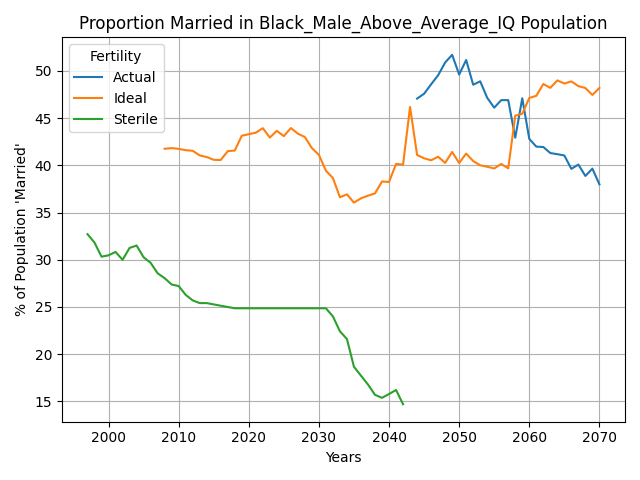 Proportion Married in Black_Male_Above_Average_IQ Population
Fertility
Actual
Ideal
Sterile
% of Population 'Married'
50
45
40
35
30
25
20
15
2000 2010 2020 2030 2040 2050 2060 2070
Years